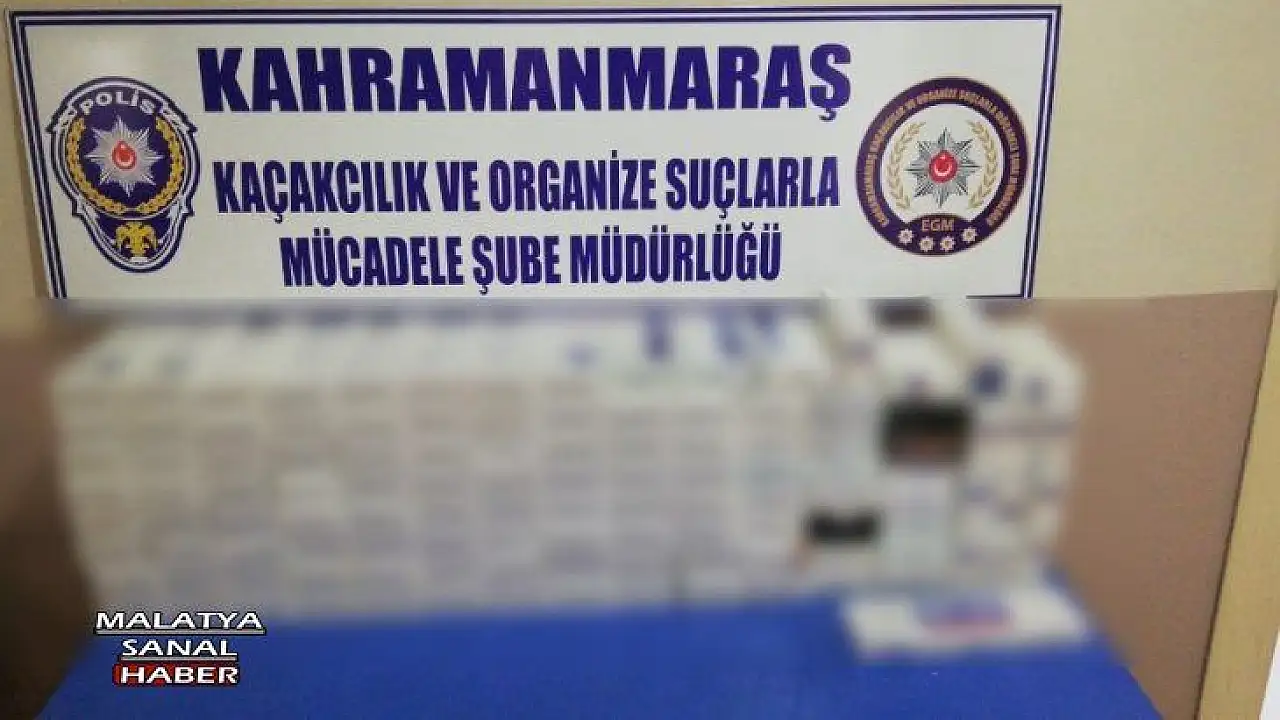 KAHRAMANMARAŞ
POLİS
KAÇAKCILIK VE ORGANİZE SUÇLARLA
MÜCADELE ŞUBE MÜDÜRLÜĞÜ
EGM
MALATYA
SANAL
HABER